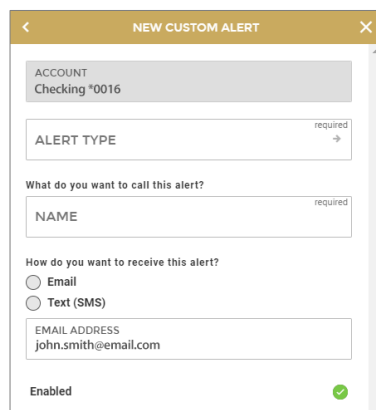 NEW CUSTOM ALERT
ACCOUNT
Checking *0016
required
ALERT TYPE
What do you want to call this alert?
required
NAME
How do you want to receive this alert?
Email
Text (SMS)
EMAIL ADDRESS
john.smith@email.com
Enabled